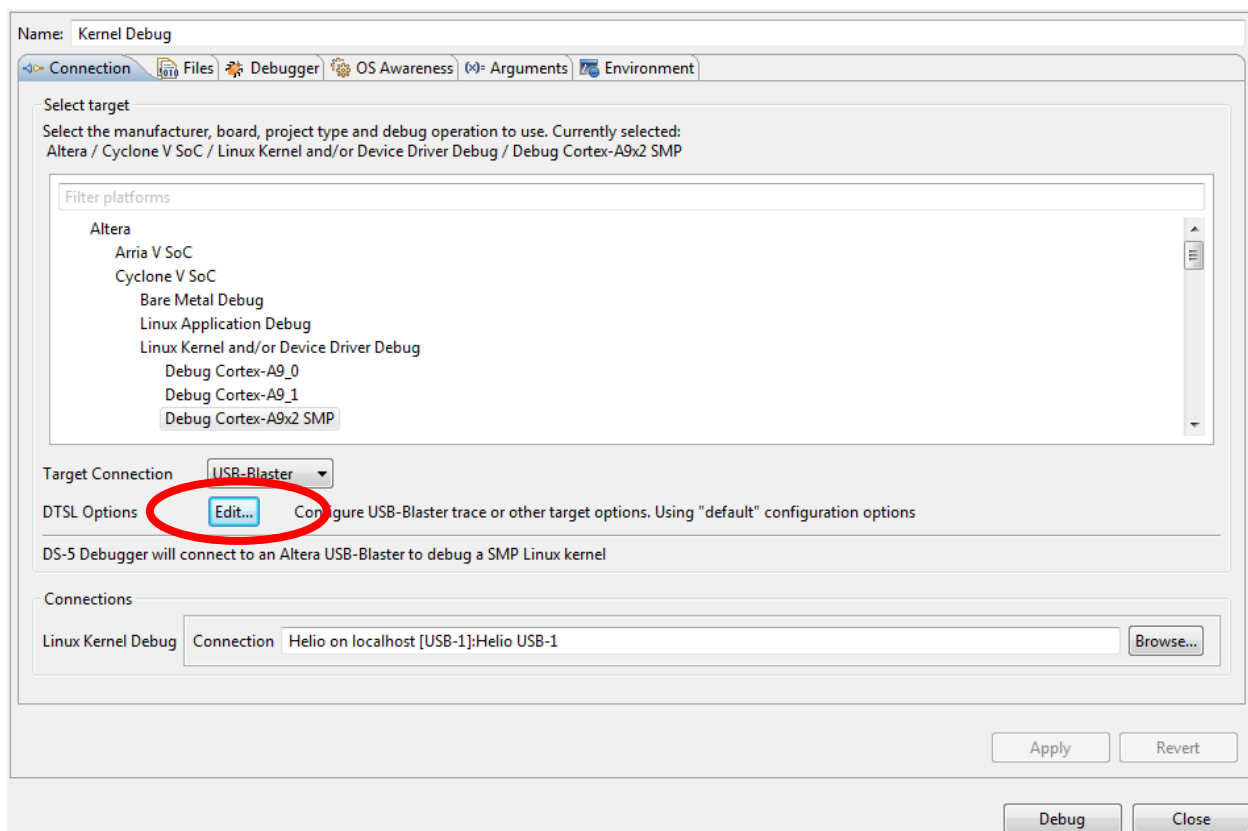 Name: Kernel Debug
Connection Files Debugger OS Awareness (x)= Arguments Environment
Select target
Select the manufacturer, board, project type and debug operation to use. Currently selected:
Altera / Cyclone V SoC / Linux Kernel and/or Device Driver Debug / Debug Cortex-A9x2 SMP
Filter platforms
Altera
Arria V SoC
Cyclone V SoC
Bare Metal Debug
Linux Application Debug
Linux Kernel and/or Device Driver Debug
Debug Cortex-A9_0
Debug Cortex-A9_1
Debug Cortex-A9x2 SMP
Target Connection USB-Blaster
DTSL Options Edit... Configure USB-Blaster trace or other target options. Using "default" configuration options
DS-5 Debugger will connect to an Altera USB-Blaster to debug a SMP Linux kernel
Connections
Linux Kernel Debug Connection Helio on localhost [USB-1]:Helio USB-1 Browse...
Apply Revert
Debug Close